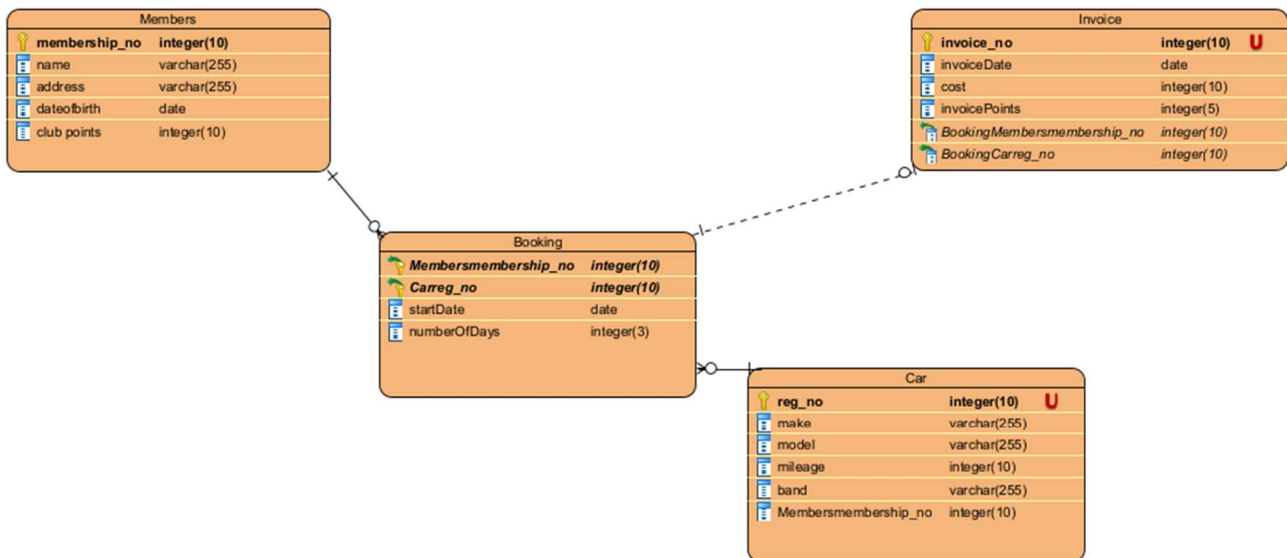 Members
membership_no integer(10)
name varchar(255)
address varchar(255)
dateofbirth date
club points integer(10)
Invoice
invoice_no integer(10) U
invoiceDate date
cost integer(10)
invoicePoints integer(5)
BookingMembersmembership_no integer(10)
BookingCarreg_no integer(10)
Booking
Membersmembership_no integer(10)
Carreg_no integer(10)
startDate date
numberOfDays integer(3)
Car
reg_no integer(10) U
make varchar(255)
model varchar(255)
mileage integer(10)
band varchar(255)
Membersmembership_no integer(10)